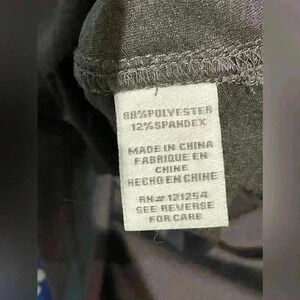 88%POLYESTER
12%SPANDEX
MADE IN CHINA
FABRIQUE EN
CHINE
HECHO EN CHINE
RN#121254
SEE REVERSE
FOR CARE